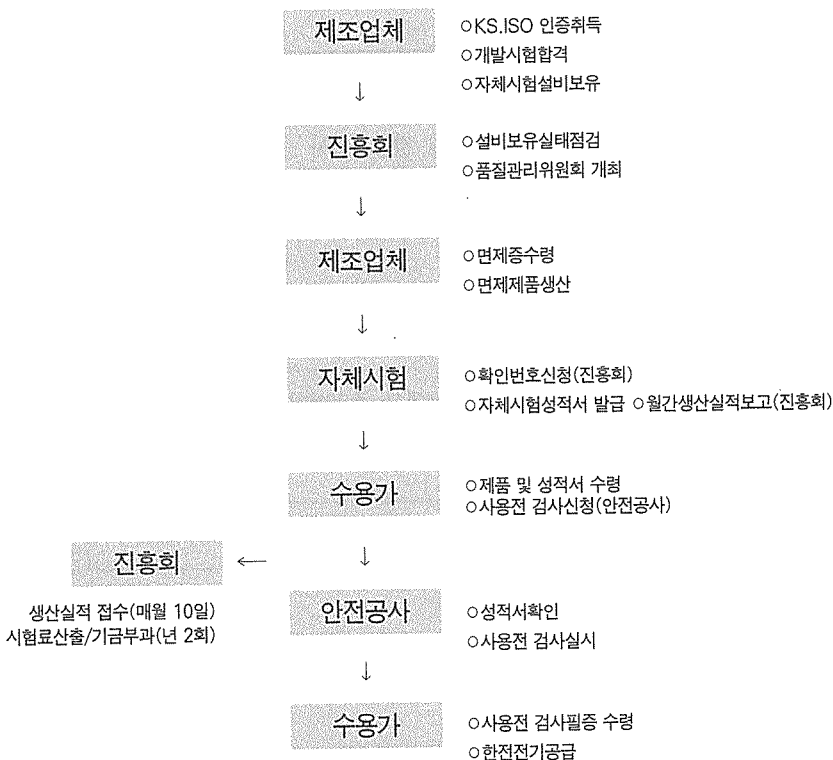 제조업체
○KS.ISO 인증취득
○개발시험합격
○자체시험설비보유
↓
진흥회
○설비보유실태점검
○품질관리위원회 개최
↓
제조업체
○면제증수령
○면제제품생산
↓
자체시험
○확인번호신청(진흥회)
○자체시험성적서 발급 ○월간생산실적보고(진흥회)
↓
수용가
○제품 및 성적서 수령
○사용전 검사신청(안전공사)
진흥회 ← ↓
생산실적 접수(매월 10일)
시험료산출/기금부과(년 2회)
안전공사
○성적서확인
○사용전 검사실시
↓
수용가
○사용전 검사필증 수령
○한전전기공급